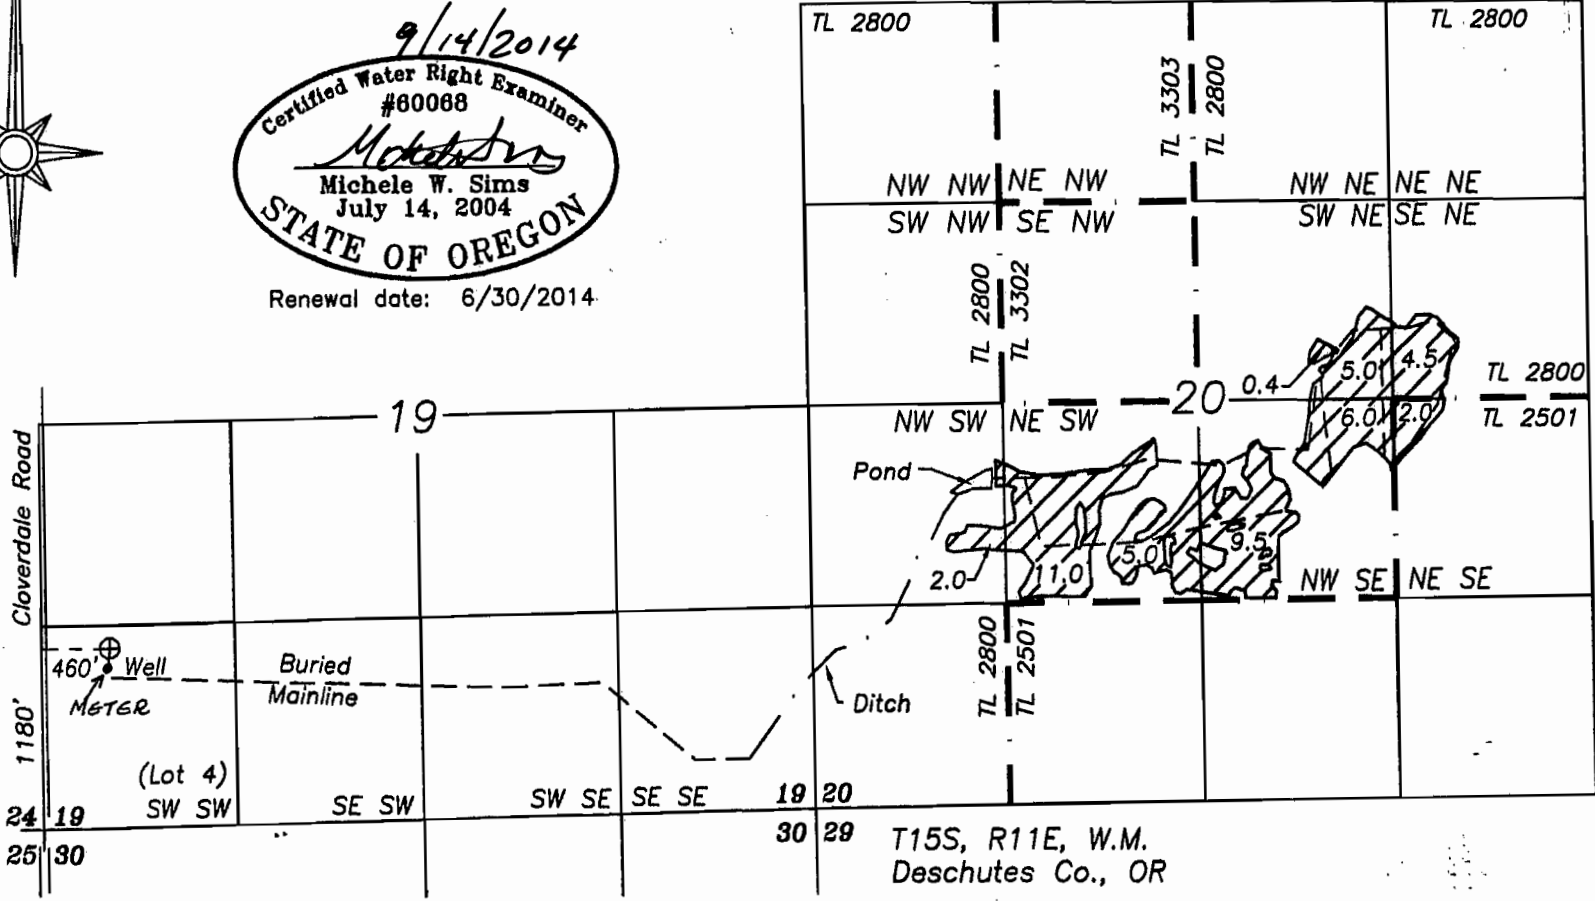 9/14/2014
Certified Water Right Examiner
#60068
Michele W. Sims
July 14, 2004
STATE OF OREGON
Renewal date: 6/30/2014
TL 2800
TL 2800
TL 3303
TL 2800
NW NW NE NW
NW NE NE NE
SW NW SE NW
SW NE SE NE
TL 2800
TL 3302
0.4
5.0
4.5
TL 2800
19
20
6.0
2.0
TL 2501
NW SW NE SW
Cloverdale Road
Pond
5.0
9.5
2.0
11.0
NW SE NE SE
460'
Well
METER
Buried
Mainline
Ditch
TL 2800
TL 2501
1180'
(Lot 4)
SW SW
SE SW
SW SE SE SE
19 20
24 19
30 29
25 30
T15S, R11E, W.M.
Deschutes Co., OR